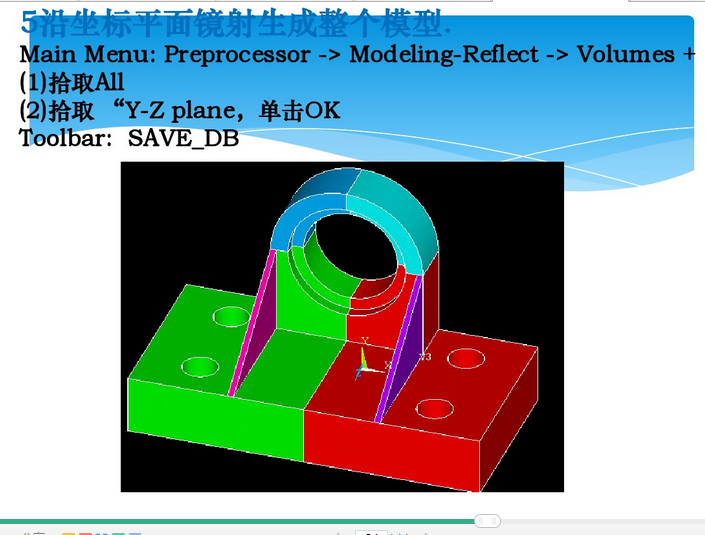 5沿坐标平面镜射生成整个模型.
Main Menu: Preprocessor -> Modeling-Reflect -> Volumes +
(1)拾取All
(2)拾取 “Y-Z plane，单击OK
Toolbar: SAVE_DB
Y
X
Z
V3